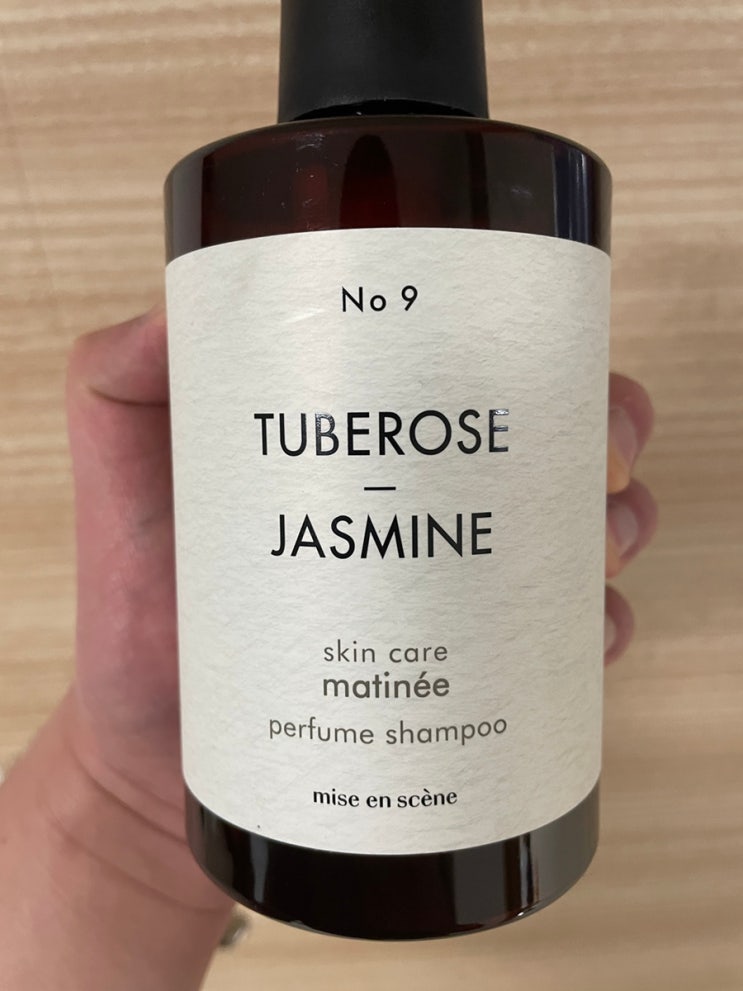 No 9
TUBEROSE
—
JASMINE
skin care
matinée
perfume shampoo
mise en scène